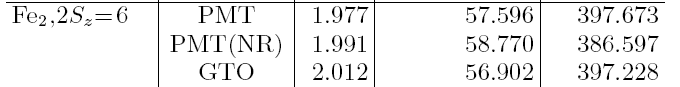 Fe₂,2S_z=6 PMT 1.977 57.596 397.673
PMT(NR) 1.991 58.770 386.597
GTO 2.012 56.902 397.228